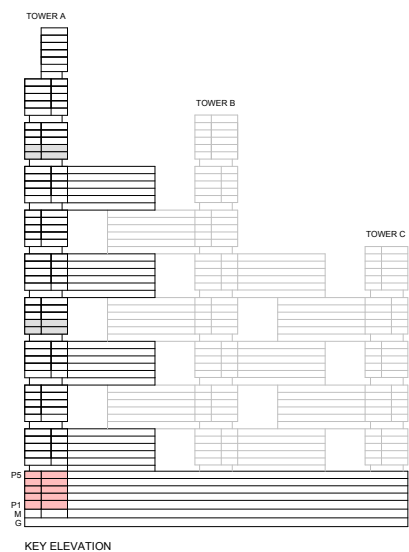 TOWER A
TOWER B
TOWER C
P5
P1
M
G
KEY ELEVATION